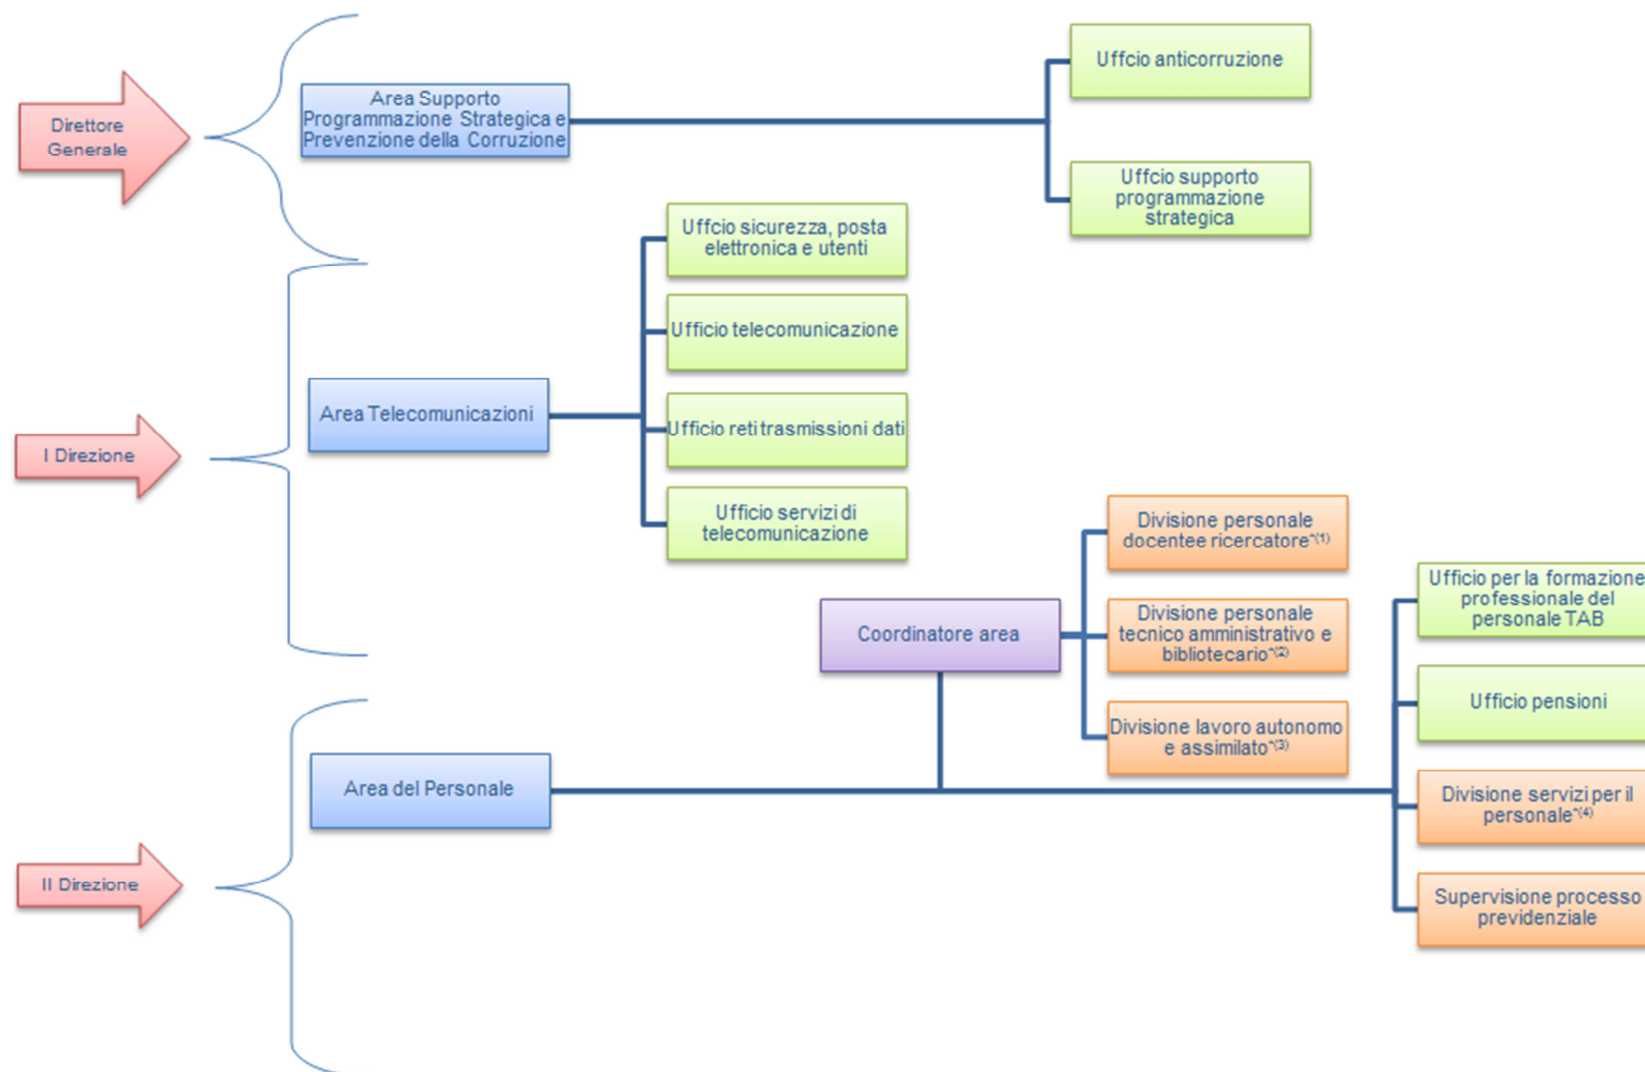 Direttore
Generale
Area Supporto
Programmazione Strategica e
Prevenzione della Corruzione
Uffcio anticorruzione
Uffcio supporto
programmazione
strategica
I Direzione
Area Telecomunicazioni
Uffcio sicurezza, posta
elettronica e utenti
Ufficio telecomunicazione
Ufficio reti trasmissioni dati
Ufficio servizi di
telecomunicazione
II Direzione
Area del Personale
Coordinatore area
Divisione personale
docentee ricercatore*(1)
Divisione personale
tecnico amministrativo e
bibliotecario*(2)
Divisione lavoro autonomo
e assimilato*(3)
Ufficio per la formazione
professionale del
personale TAB
Ufficio pensioni
Divisione servizi per il
personale*(4)
Supervisione processo
previdenziale